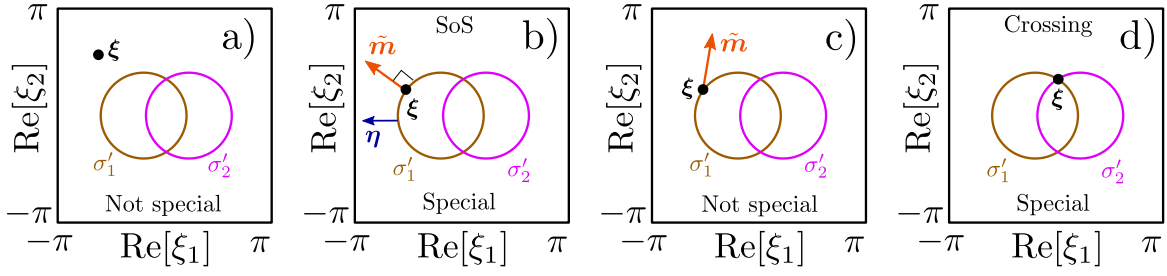 π
a)
ξ
Re[ξ₂]
σ′₁
σ′₂
Not special
−π
−π
Re[ξ₁]
π
π
SoS
b)
m̃
ξ
η
Re[ξ₂]
σ′₁
σ′₂
Special
−π
−π
Re[ξ₁]
π
π
c)
m̃
ξ
Re[ξ₂]
σ′₁
σ′₂
Not special
−π
−π
Re[ξ₁]
π
π
Crossing
d)
ξ
Re[ξ₂]
σ′₁
σ′₂
Special
−π
−π
Re[ξ₁]
π